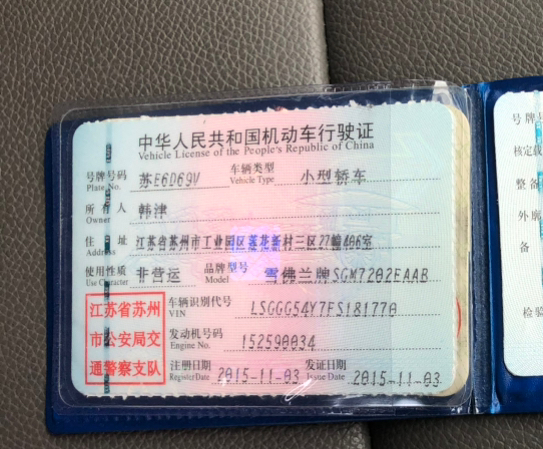 中华人民共和国机动车行驶证
Vehicle License of the People's Republic of China
号牌号码 苏E6D69V 车辆类型 小型轿车
Plate No. Vehicle Type
所有人 韩津
Owner
住址 江苏省苏州市工业园区莲花新村三区27幢406室
Address
使用性质 非营运 品牌型号 雪佛兰牌SGM7202EAAB
Use Character Model
江苏省苏州
市公安局交
通警察支队
车辆识别代号 LSGGG54Y7FS181770
VIN
发动机号码 152590034
Engine No.
注册日期 2015-11-03 发证日期 2015-11-03
Register Date Issue Date
号牌
核定载
整备
外廓
备
检验